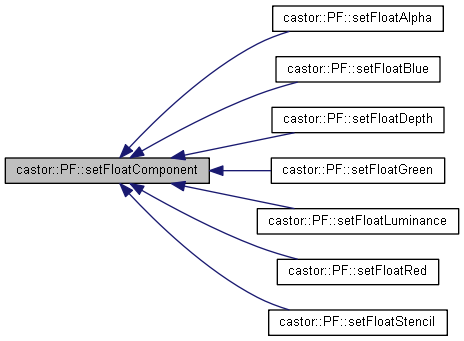 castor::PF::setFloatAlpha
castor::PF::setFloatBlue
castor::PF::setFloatDepth
castor::PF::setFloatComponent
castor::PF::setFloatGreen
castor::PF::setFloatLuminance
castor::PF::setFloatRed
castor::PF::setFloatStencil